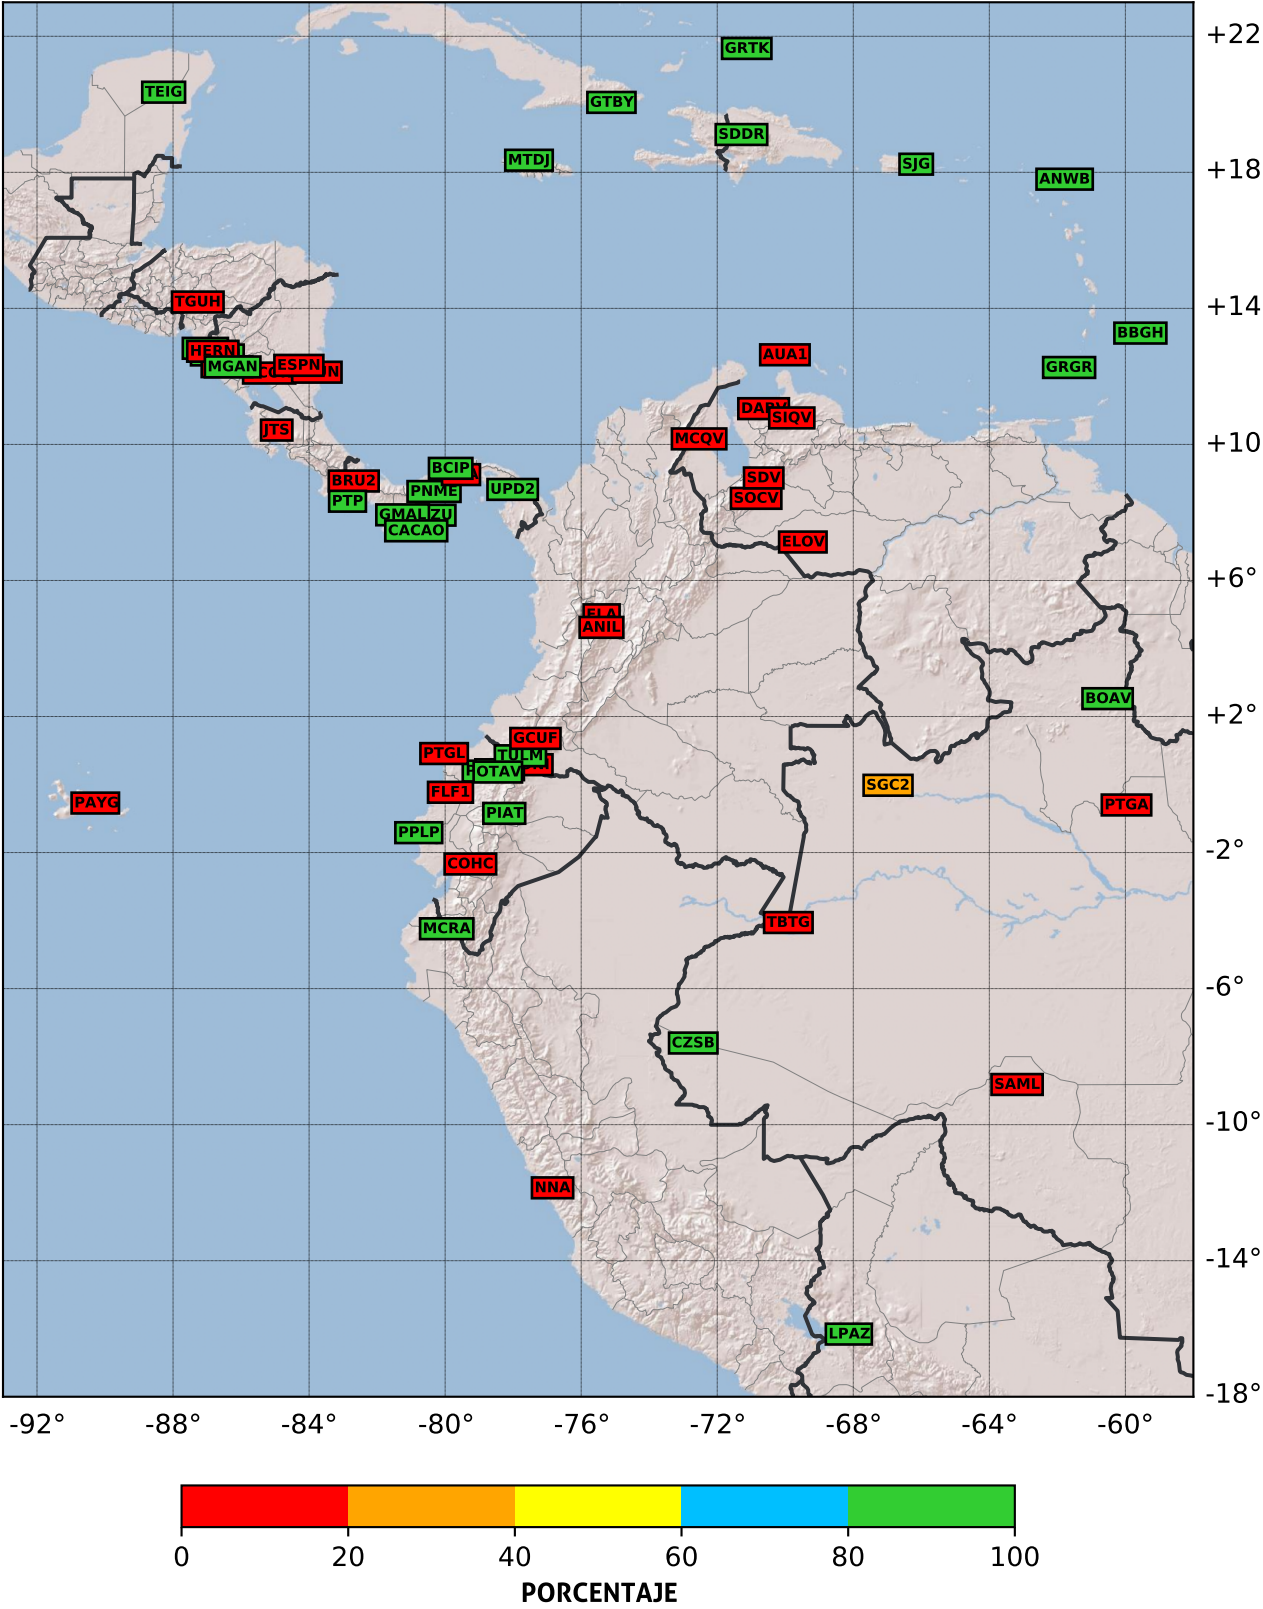 GRTK
+22
TEIG
GTBY
SDDR
MTDJ
SJG
+18
ANWB
TGUH
+14
BBGH
HERN
MGAN
ESPN
AUA1
GRGR
DABV
SIQV
JTS
MCQV
+10
BCIP
BRU2
SDV
PNME
UPD2
PTP
SOCV
GMAL
ZU
CACAO
ELOV
+6°
ANIL
BOAV
+2°
GCUF
PTGL
TULM
OTAV
SGC2
FLF1
PAYG
PTGA
PIAT
PPLP
-2°
COHC
TBTG
MCRA
-6°
CZSB
SAML
-10°
NNA
-14°
LPAZ
-18°
-92° -88° -84° -80° -76° -72° -68° -64° -60°
0 20 40 60 80 100
PORCENTAJE